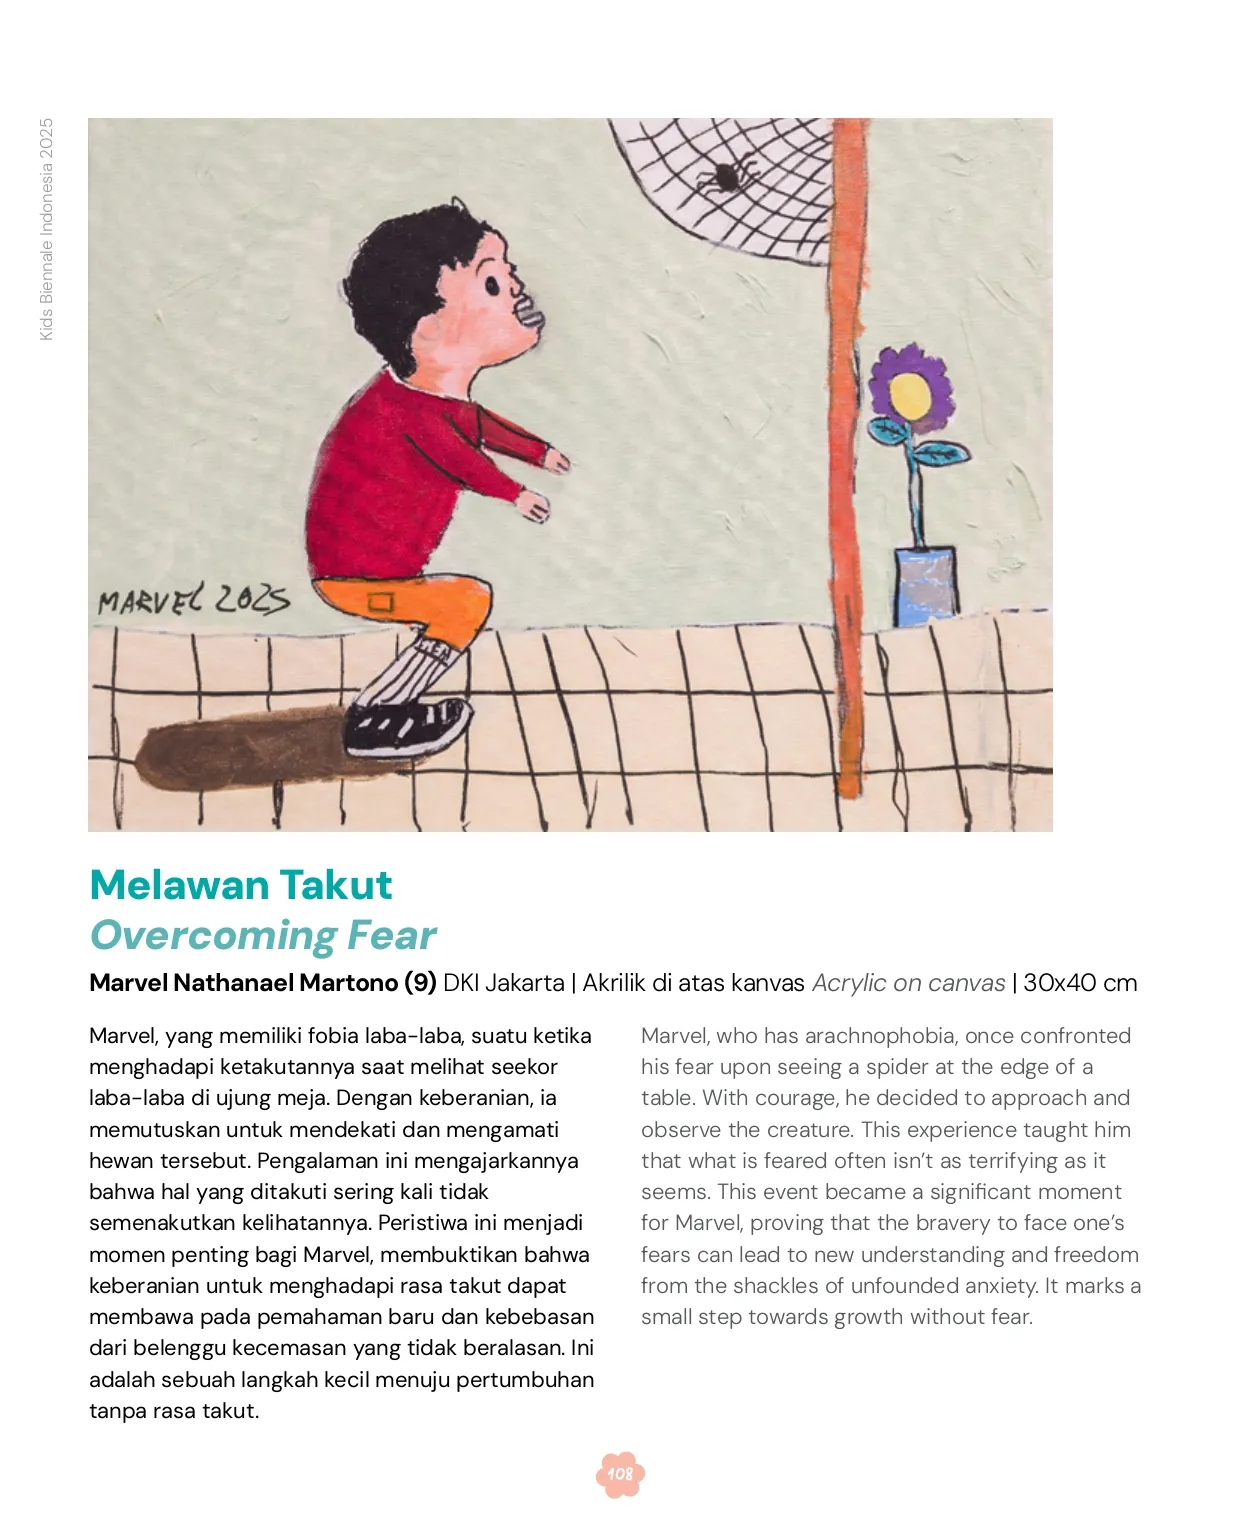 Kids Biennale Indonesia 2025
MARVEL 2025
Melawan Takut
Overcoming Fear
Marvel Nathanael Martono (9) DKI Jakarta | Akrilik di atas kanvas Acrylic on canvas | 30x40 cm
Marvel, yang memiliki fobia laba-laba, suatu ketika
menghadapi ketakutannya saat melihat seekor
laba-laba di ujung meja. Dengan keberanian, ia
memutuskan untuk mendekati dan mengamati
hewan tersebut. Pengalaman ini mengajarkannya
bahwa hal yang ditakuti sering kali tidak
semenakutkan kelihatannya. Peristiwa ini menjadi
momen penting bagi Marvel, membuktikan bahwa
keberanian untuk menghadapi rasa takut dapat
membawa pada pemahaman baru dan kebebasan
dari belenggu kecemasan yang tidak beralasan. Ini
adalah sebuah langkah kecil menuju pertumbuhan
tanpa rasa takut.
Marvel, who has arachnophobia, once confronted
his fear upon seeing a spider at the edge of a
table. With courage, he decided to approach and
observe the creature. This experience taught him
that what is feared often isn't as terrifying as it
seems. This event became a significant moment
for Marvel, proving that the bravery to face one's
fears can lead to new understanding and freedom
from the shackles of unfounded anxiety. It marks a
small step towards growth without fear.
108